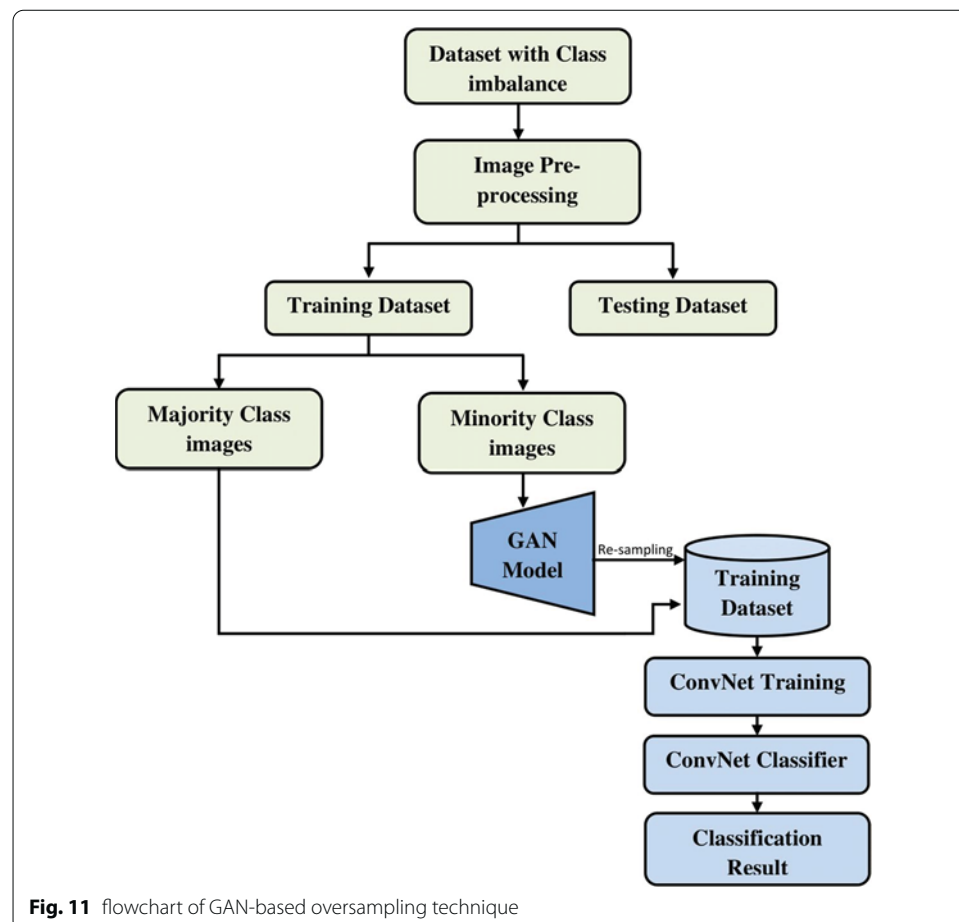 Dataset with Class
imbalance
Image Pre-
processing
Training Dataset
Testing Dataset
Majority Class
images
Minority Class
images
GAN
Model
Re-sampling
Training
Dataset
ConvNet Training
ConvNet Classifier
Classification
Result
Fig. 11 flowchart of GAN-based oversampling technique